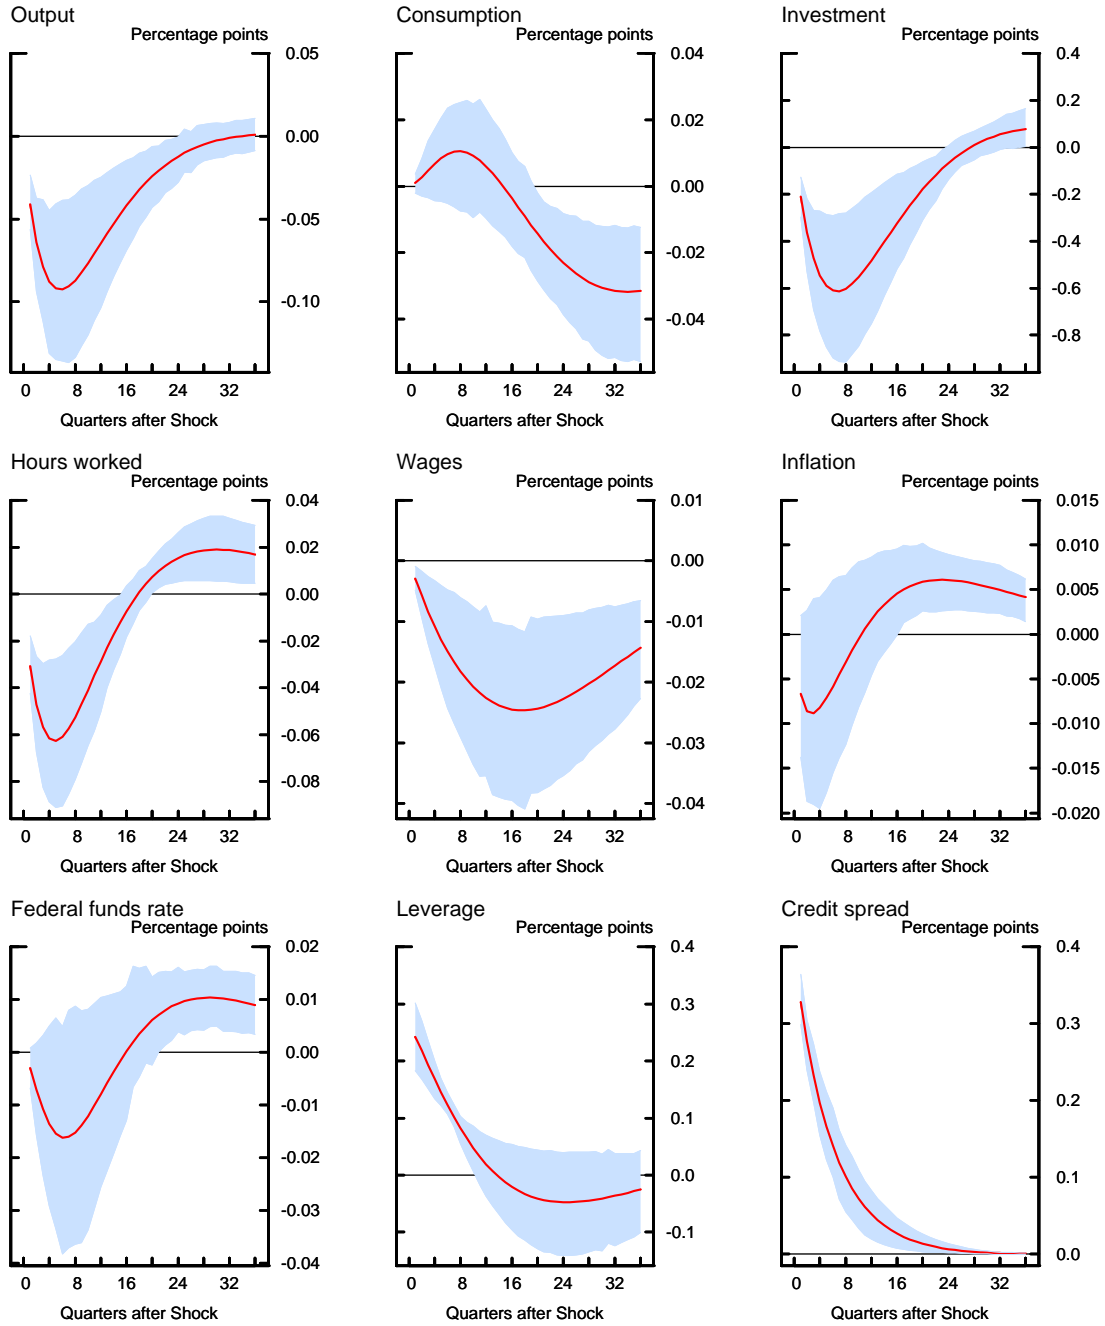 Output
Percentage points
0.05
0.00
-0.05
-0.10
0 8 16 24 32
Quarters after Shock
Consumption
Percentage points
0.04
0.02
0.00
-0.02
-0.04
0 8 16 24 32
Quarters after Shock
Investment
Percentage points
0.4
0.2
0.0
-0.2
-0.4
-0.6
-0.8
0 8 16 24 32
Quarters after Shock
Hours worked
Percentage points
0.04
0.02
0.00
-0.02
-0.04
-0.06
-0.08
0 8 16 24 32
Quarters after Shock
Wages
Percentage points
0.01
0.00
-0.01
-0.02
-0.03
-0.04
0 8 16 24 32
Quarters after Shock
Inflation
Percentage points
0.015
0.010
0.005
0.000
-0.005
-0.010
-0.015
-0.020
0 8 16 24 32
Quarters after Shock
Federal funds rate
Percentage points
0.02
0.01
0.00
-0.01
-0.02
-0.03
-0.04
0 8 16 24 32
Quarters after Shock
Leverage
Percentage points
0.4
0.3
0.2
0.1
0.0
-0.1
0 8 16 24 32
Quarters after Shock
Credit spread
Percentage points
0.4
0.3
0.2
0.1
0.0
0 8 16 24 32
Quarters after Shock